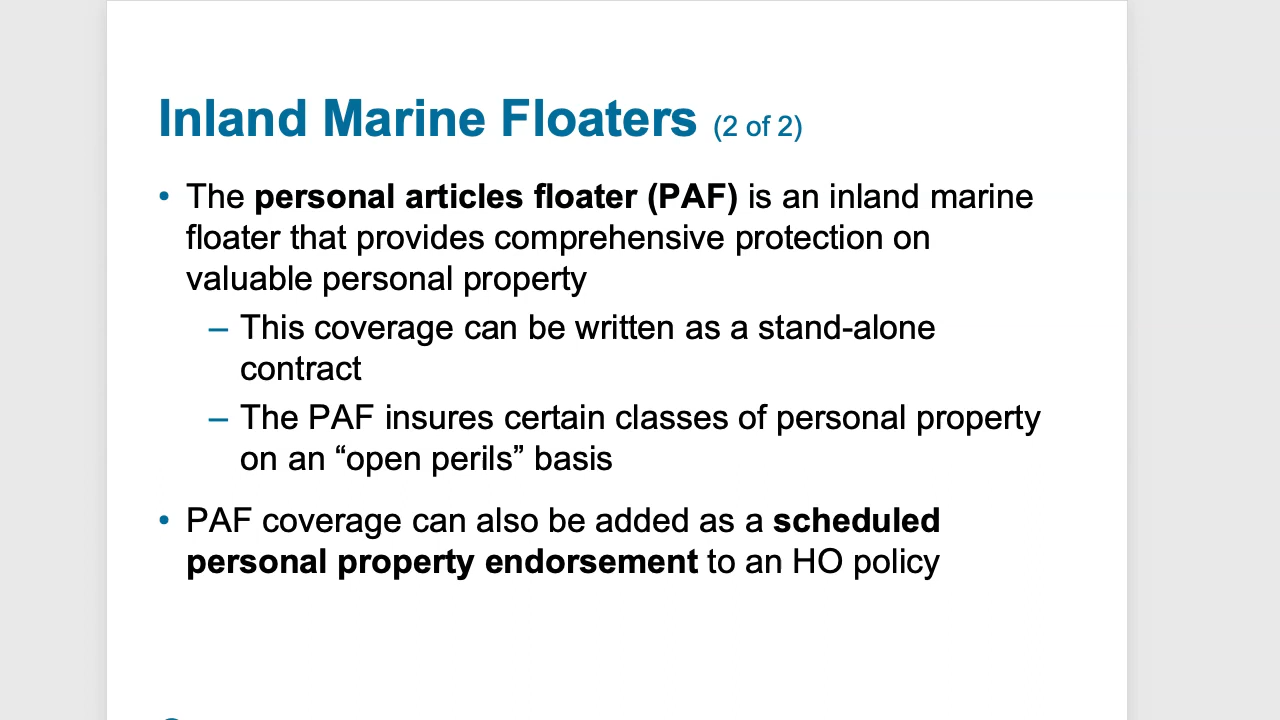 Inland Marine Floaters (2 of 2)
• The personal articles floater (PAF) is an inland marine
floater that provides comprehensive protection on
valuable personal property
– This coverage can be written as a stand-alone
contract
– The PAF insures certain classes of personal property
on an “open perils” basis
• PAF coverage can also be added as a scheduled
personal property endorsement to an HO policy